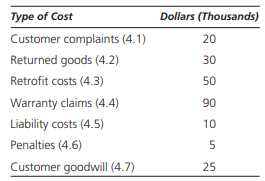 Type of Cost Dollars (Thousands)
Customer complaints (4.1) 20
Returned goods (4.2) 30
Retrofit costs (4.3) 50
Warranty claims (4.4) 90
Liability costs (4.5) 10
Penalties (4.6) 5
Customer goodwill (4.7) 25